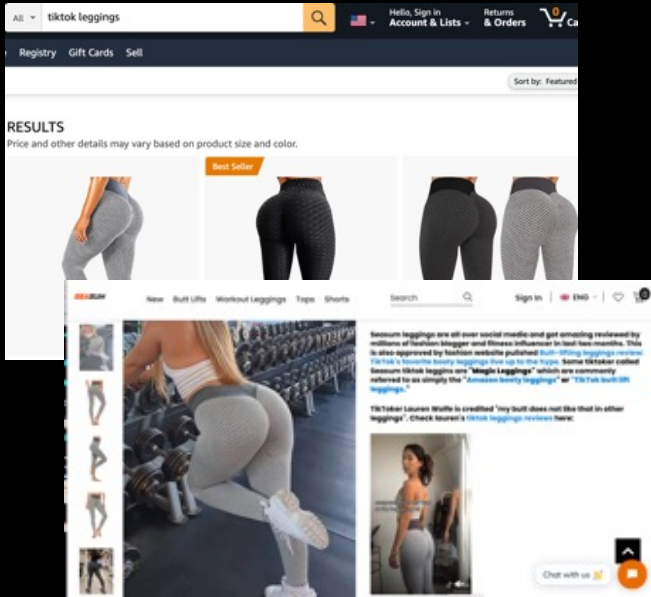 All
tiktok leggings
Hello, Sign in
Account & Lists
Returns
& Orders
0
Ca
Registry Gift Cards Sell
Sort by: Featured
RESULTS
Price and other details may vary based on product size and color.
Best Seller
SEASUM
New Butt Lifts Workout Leggings Tops Shorts
Search
Sign In
ENG
0
Seasum leggings are all over social media and got amazing reviewed by
millions of fashion blogger and fitness influencer in last two months. This
is also approved by fashion website pulished Butt-lifting leggings review:
TikTok's favorite booty leggings live up to the hype. Some tiktoker called
Seasum tiktok leggins are "Magic Leggings" which are commonly
referred to as simply the "Amazon booty leggings" or "TikTok butt lift
leggings."
TikToker Lauren Wolfe is credited "my butt does not like that in other
leggings". Check lauren's tiktok leggings reviews here:
Chat with us